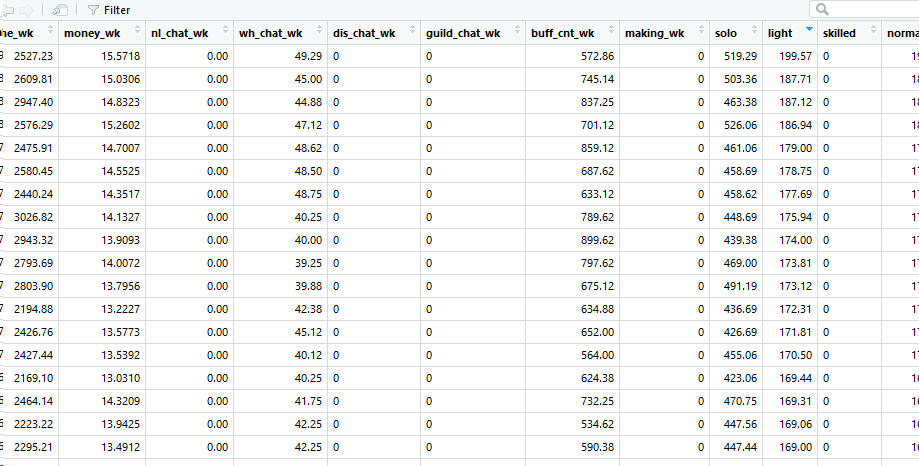 Filter
ne_wk money_wk nl_chat_wk wh_chat_wk dis_chat_wk guild_chat_wk buff_cnt_wk making_wk solo light skilled norma
2527.23 15.5718 0.00 49.29 0 0 572.86 0 519.29 199.57 0 19
2609.81 15.0306 0.00 45.00 0 0 745.14 0 503.36 187.71 0 18
2947.40 14.8323 0.00 44.88 0 0 837.25 0 463.38 187.12 0 18
2576.29 15.2602 0.00 47.12 0 0 701.12 0 526.06 186.94 0 18
2475.91 14.7007 0.00 48.62 0 0 859.12 0 461.06 179.00 0 17
2580.45 14.5525 0.00 48.50 0 0 687.62 0 458.69 178.75 0 17
2440.24 14.3517 0.00 48.75 0 0 633.12 0 458.62 177.69 0 17
3026.82 14.1327 0.00 40.25 0 0 789.62 0 448.69 175.94 0 17
2943.32 13.9093 0.00 40.00 0 0 899.62 0 439.38 174.00 0 17
2793.69 14.0072 0.00 39.25 0 0 797.62 0 469.00 173.81 0 17
2803.90 13.7956 0.00 39.88 0 0 675.12 0 491.19 173.12 0 17
2194.88 13.2227 0.00 42.38 0 0 634.88 0 436.69 172.31 0 17
2426.76 13.5773 0.00 45.12 0 0 652.00 0 426.69 171.81 0 17
2427.44 13.5392 0.00 40.12 0 0 564.00 0 455.06 170.50 0 17
2169.10 13.0310 0.00 40.25 0 0 624.38 0 423.06 169.44 0 16
2464.14 14.3209 0.00 41.75 0 0 732.25 0 470.75 169.31 0 16
2223.22 13.9425 0.00 42.25 0 0 534.62 0 447.56 169.06 0 16
2295.21 13.4912 0.00 42.25 0 0 590.38 0 447.44 169.00 0 16